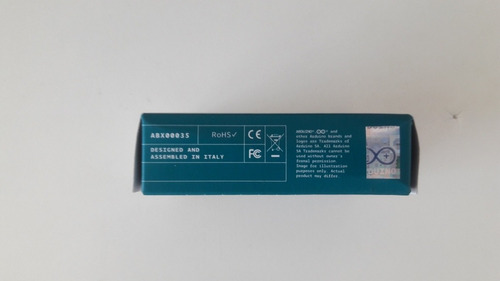 ABX00035
RoHS✓
CE
DESIGNED AND
ASSEMBLED IN ITALY
FC
ARDUINO® and
other Arduino brands and
logos are Trademarks of
Arduino SA. All Arduino
SA Trademarks cannot be
used without owner's
formal permission
Image for illustration
purposes only. Actual
product may differ